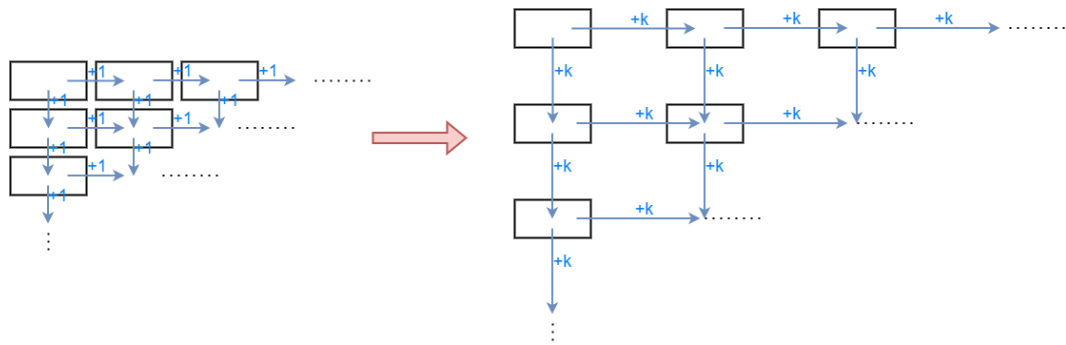 +k +k +k
+1 +1 +1 ........
+k +k +k
+1 +1 +1
+1 +1 ........
+k +k ........
+1 +1
+k +k
+1 ........
+1
+k ........
+k